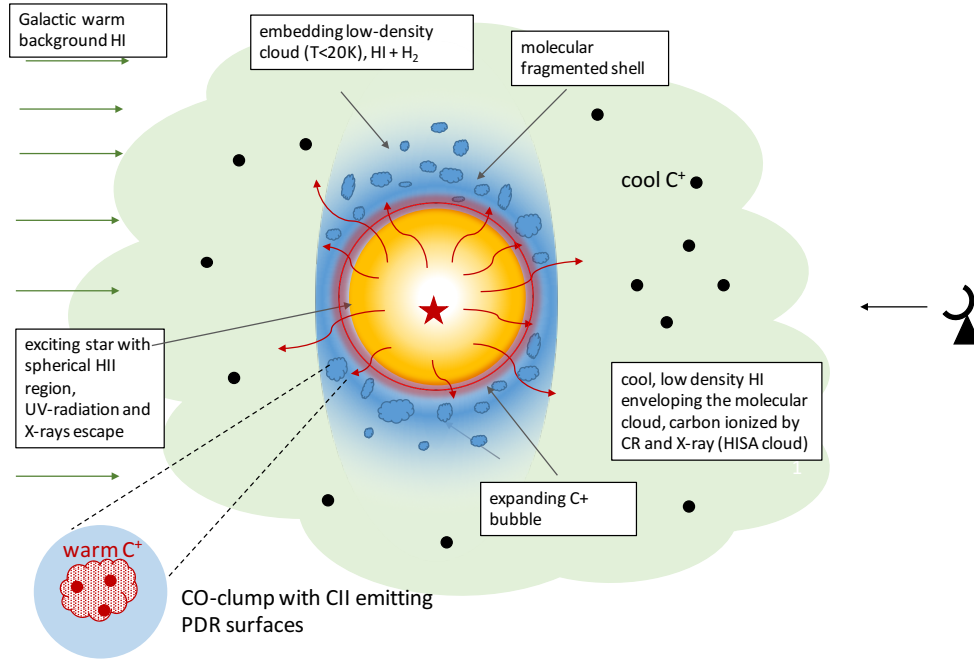 Galactic warm
background HI
embedding low-density
cloud (T<20K), HI + H₂
molecular
fragmented shell
cool C⁺
exciting star with
spherical HII
region,
UV-radiation and
X-rays escape
cool, low density HI
enveloping the molecular
cloud, carbon ionized by
CR and X-ray (HISA cloud)
1
expanding C+
bubble
warm C⁺
CO-clump with CII emitting
PDR surfaces